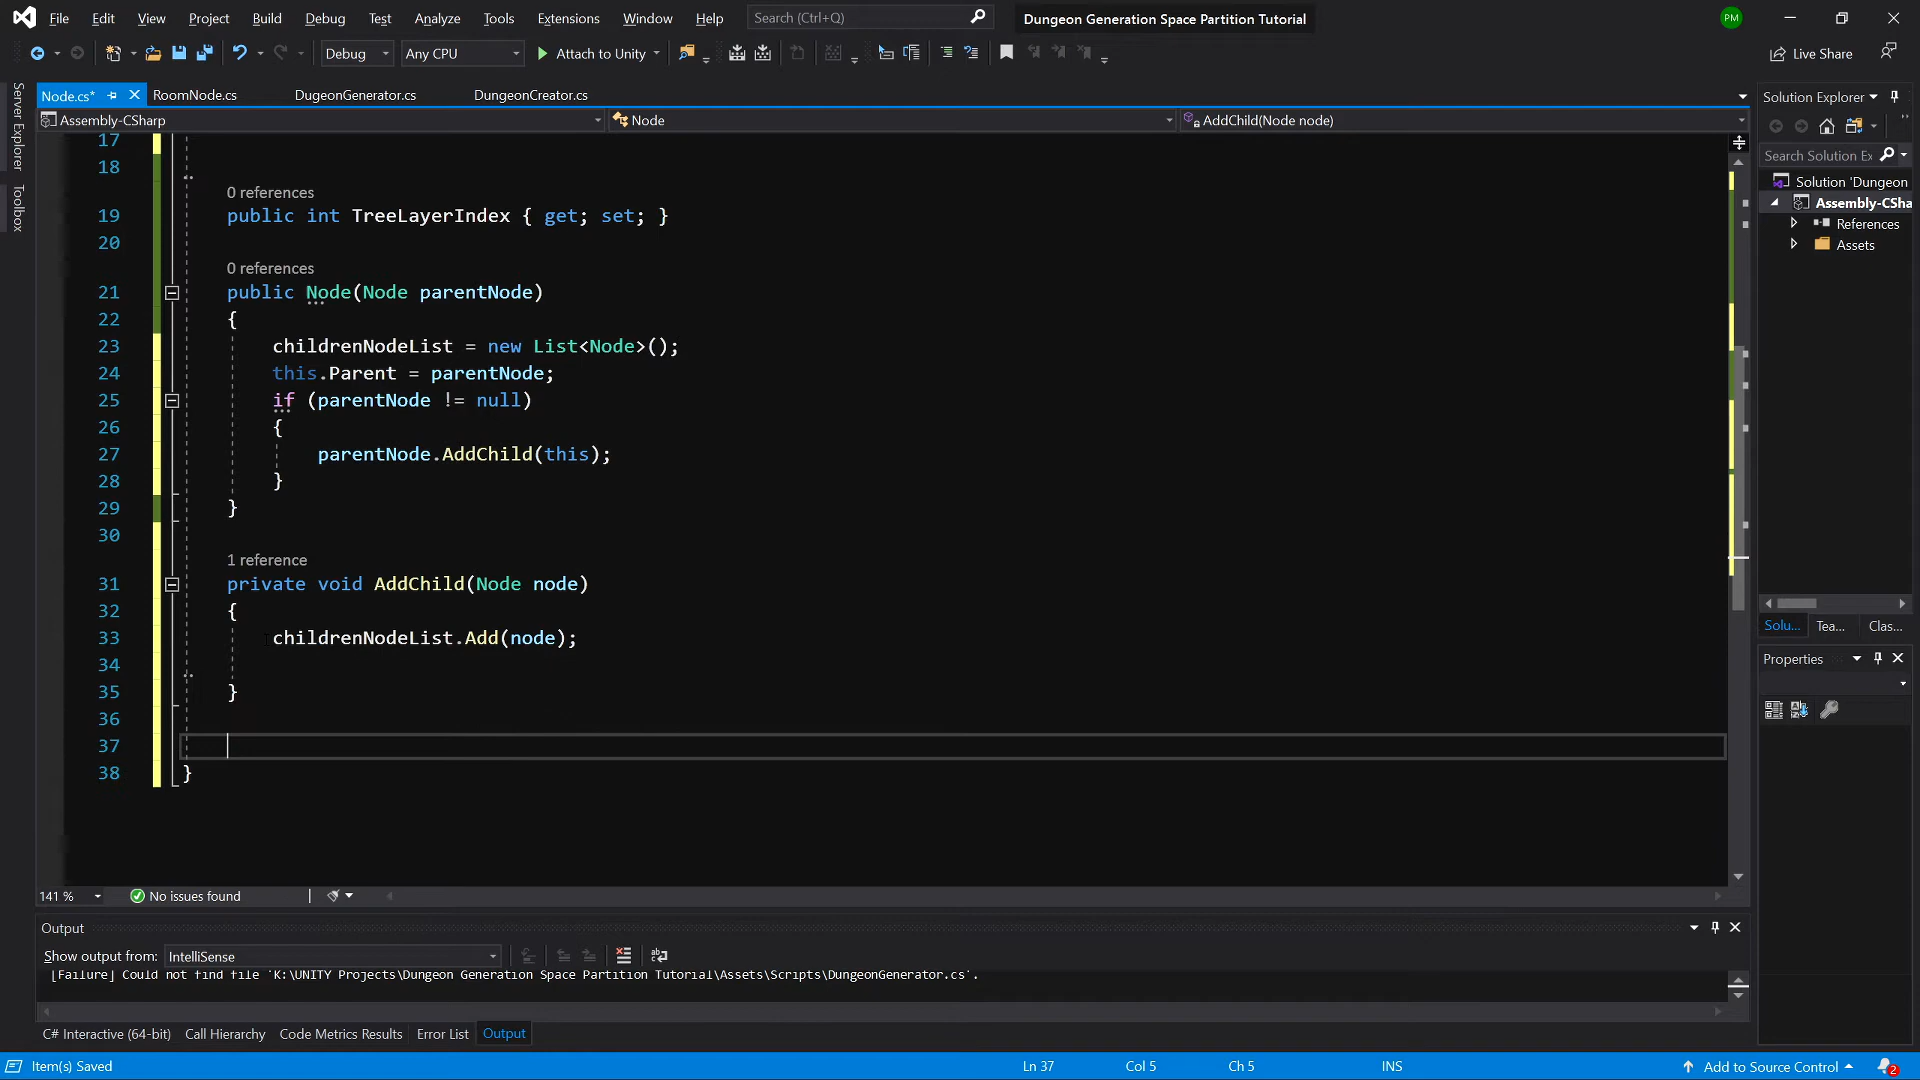 File Edit View Project Build Debug Test Analyze Tools Extensions Window Help Search (Ctrl+Q) Dungeon Generation Space Partition Tutorial PM
Debug Any CPU Attach to Unity Live Share
Server Explorer
Toolbox
Node.cs* RoomNode.cs DugeonGenerator.cs DungeonCreator.cs
Assembly-CSharp Node AddChild(Node node)
17
18
0 references
19 public int TreeLayerIndex { get; set; }
20
0 references
21 public Node(Node parentNode)
22 {
23 childrenNodeList = new List<Node>();
24 this.Parent = parentNode;
25 if (parentNode != null)
26 {
27 parentNode.AddChild(this);
28 }
29 }
30
1 reference
31 private void AddChild(Node node)
32 {
33 childrenNodeList.Add(node);
34
35 }
36
37
38 }
141 % No issues found
Output
Show output from: IntelliSense
[Failure] Could not find file `K:\UNITY Projects\Dungeon Generation Space Partition Tutorial\Assets\Scripts\DungeonGenerator.cs`.
C# Interactive (64-bit) Call Hierarchy Code Metrics Results Error List Output
Item(s) Saved Ln 37 Col 5 Ch 5 INS Add to Source Control 2
Solution Explorer
Search Solution Ex
Solution 'Dungeon
Assembly-CSha
References
Assets
Solu... Tea... Clas...
Properties